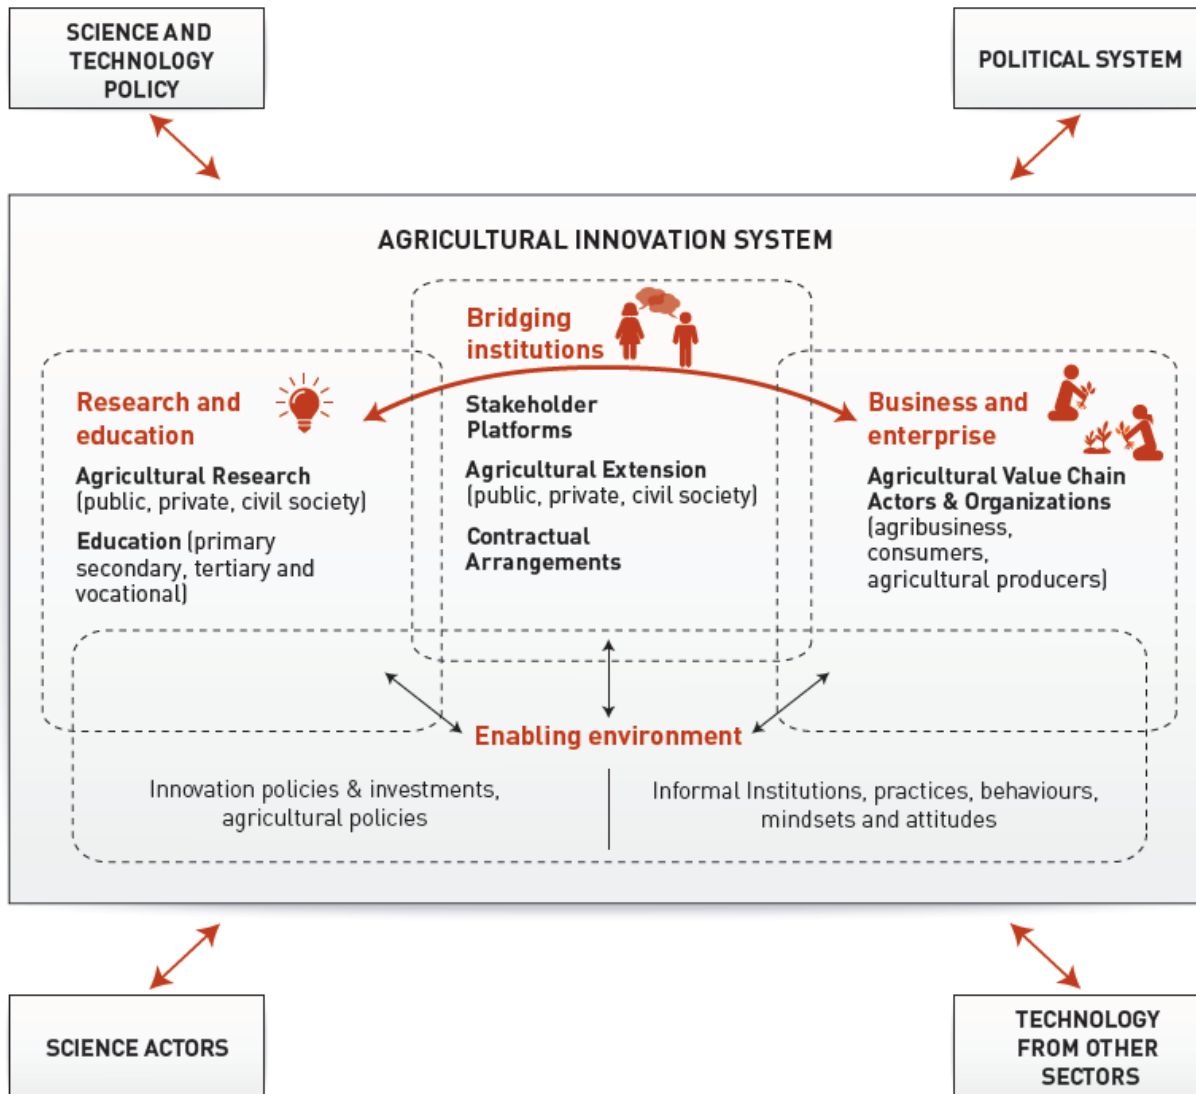 SCIENCE AND
TECHNOLOGY
POLICY
POLITICAL SYSTEM
AGRICULTURAL INNOVATION SYSTEM
Bridging
institutions
Research and
education
Business and
enterprise
Agricultural Research
(public, private, civil society)
Education (primary
secondary, tertiary and
vocational)
Stakeholder
Platforms
Agricultural Extension
(public, private, civil society)
Contractual
Arrangements
Agricultural Value Chain
Actors & Organizations
(agribusiness,
consumers,
agricultural producers)
Enabling environment
Innovation policies & investments,
agricultural policies
Informal Institutions, practices, behaviours,
mindsets and attitudes
SCIENCE ACTORS
TECHNOLOGY
FROM OTHER
SECTORS